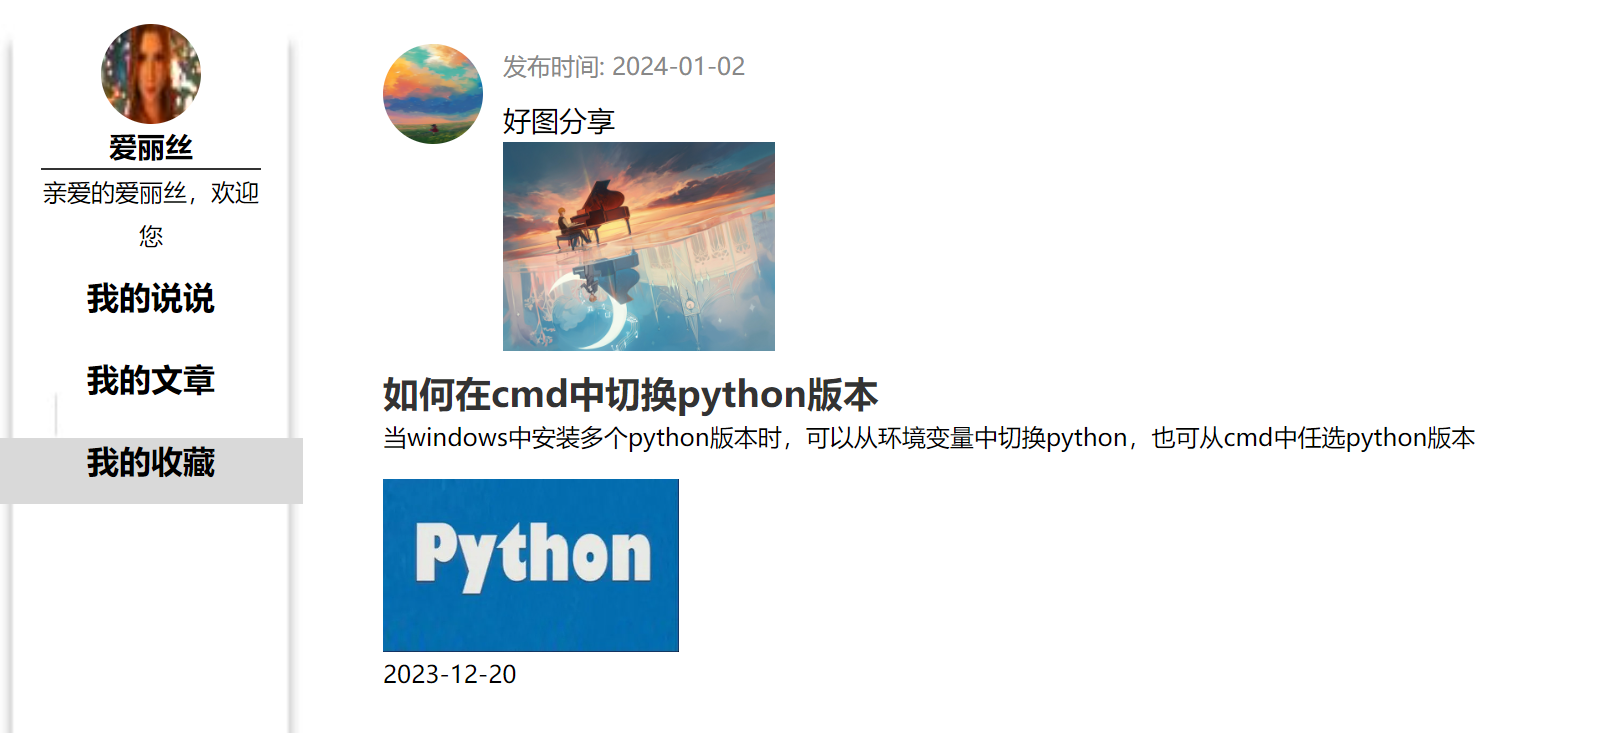 爱丽丝
亲爱的爱丽丝，欢迎
您
我的说说
我的文章
我的收藏
发布时间: 2024-01-02
好图分享
如何在cmd中切换python版本
当windows中安装多个python版本时，可以从环境变量中切换python，也可从cmd中任选python版本
Python
2023-12-20